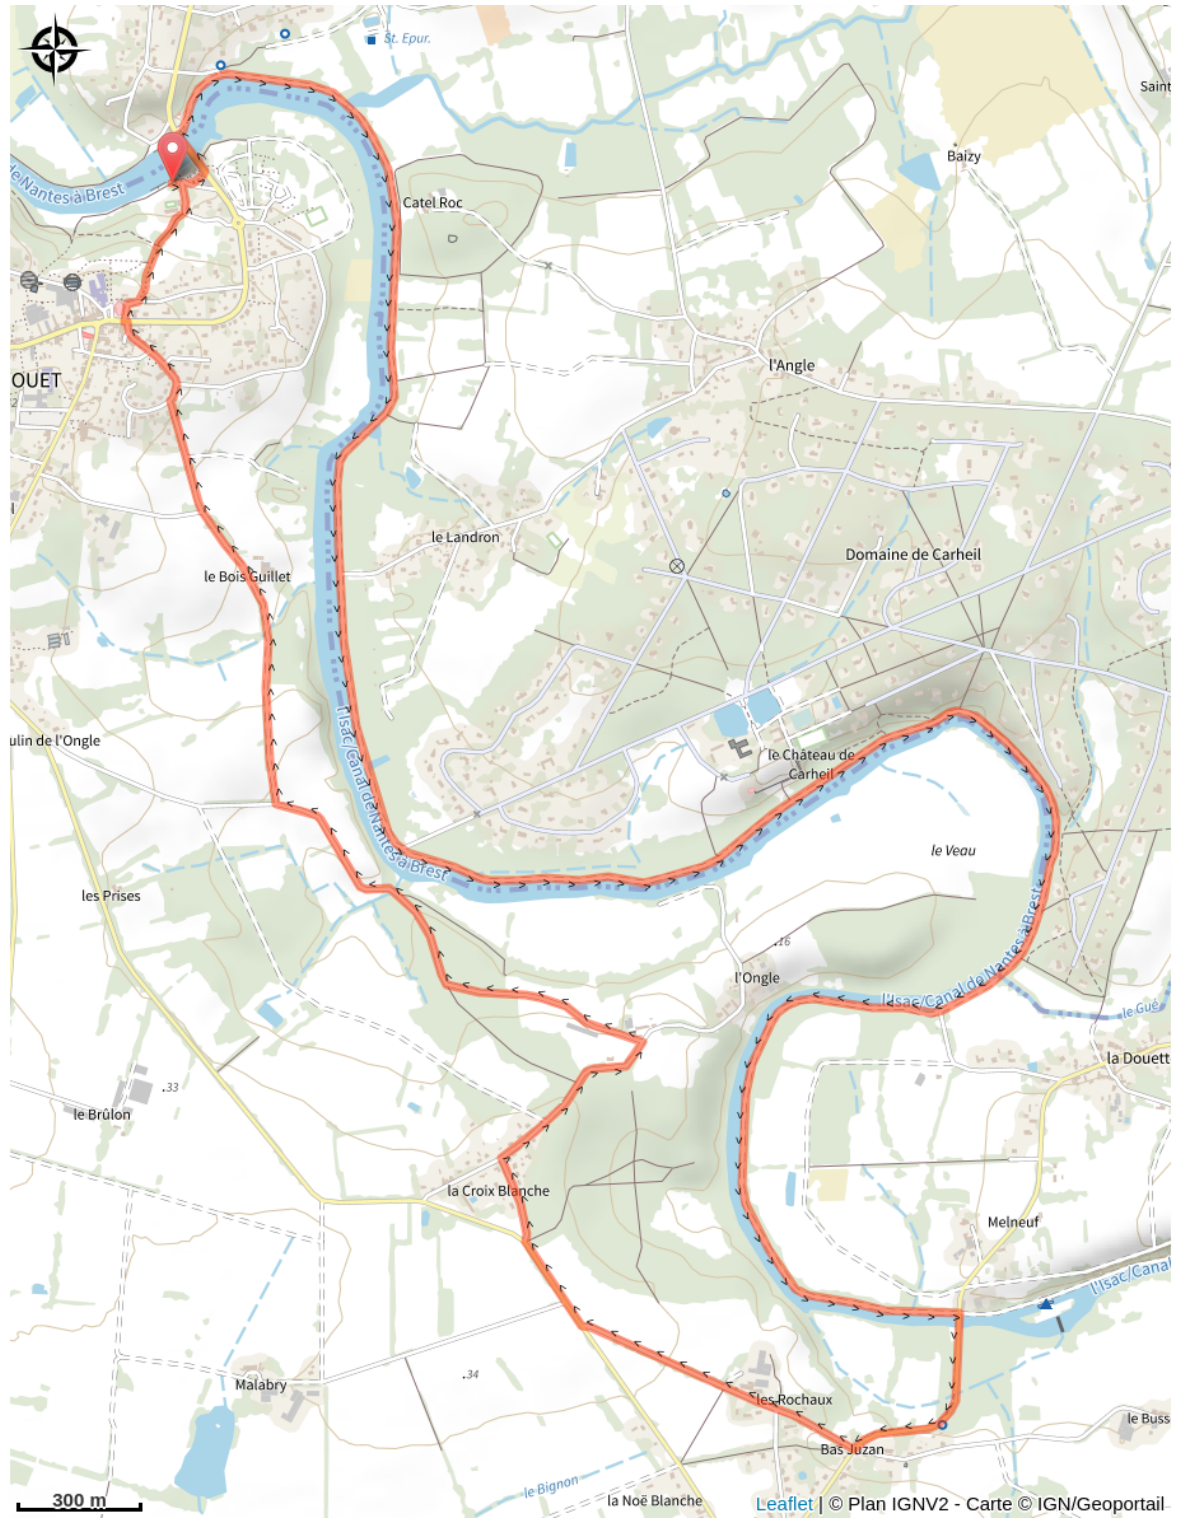 St. Epur.
Saint
Baizy
de Nantes à Brest
Catel Roc
l'Angle
OUET
le Landron
Domaine de Carheil
le Bois Guillet
l'Isac/Canal de Nantes à Brest
ulin de l'Ongle
le Château de
Carheil
le Veau
les Prises
16
l'Ongle
l'Isac/Canal de Nantes à Brest
le Gué
la Douett
33
le Brûlon
la Croix Blanche
Melneuf
l'Isac/Canal
34
Malabry
les Rochaux
le Buss
Bas Juzan
le Bignon
la Noë Blanche
300 m
Leaflet | © Plan IGNV2 - Carte © IGN/Geoportail